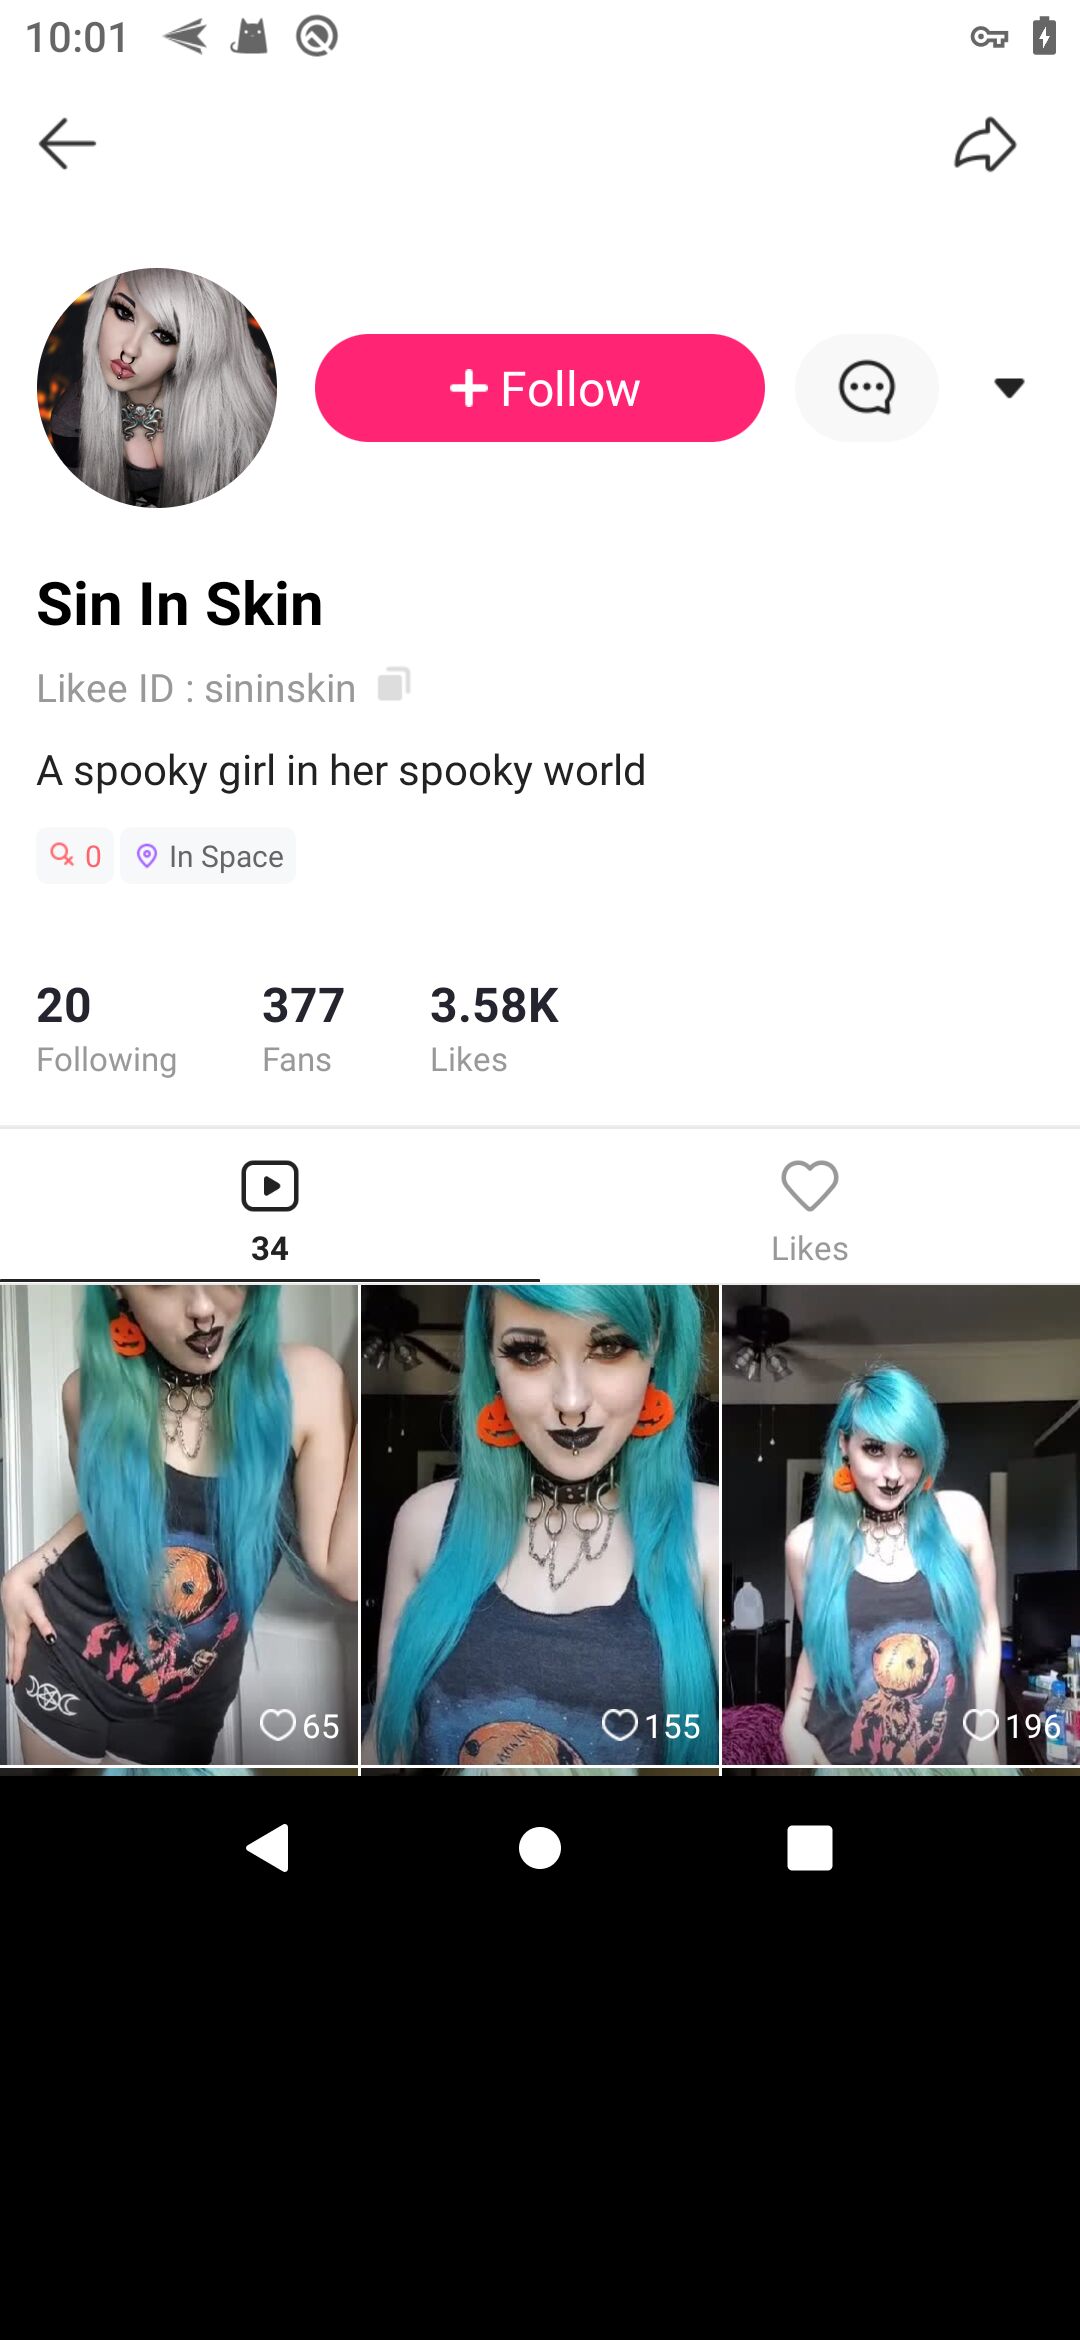 10:01
Follow
Sin In Skin
Likee ID : sininskin
A spooky girl in her spooky world
0 In Space
20 377 3.58K
Following Fans Likes
34 Likes
65 155 196